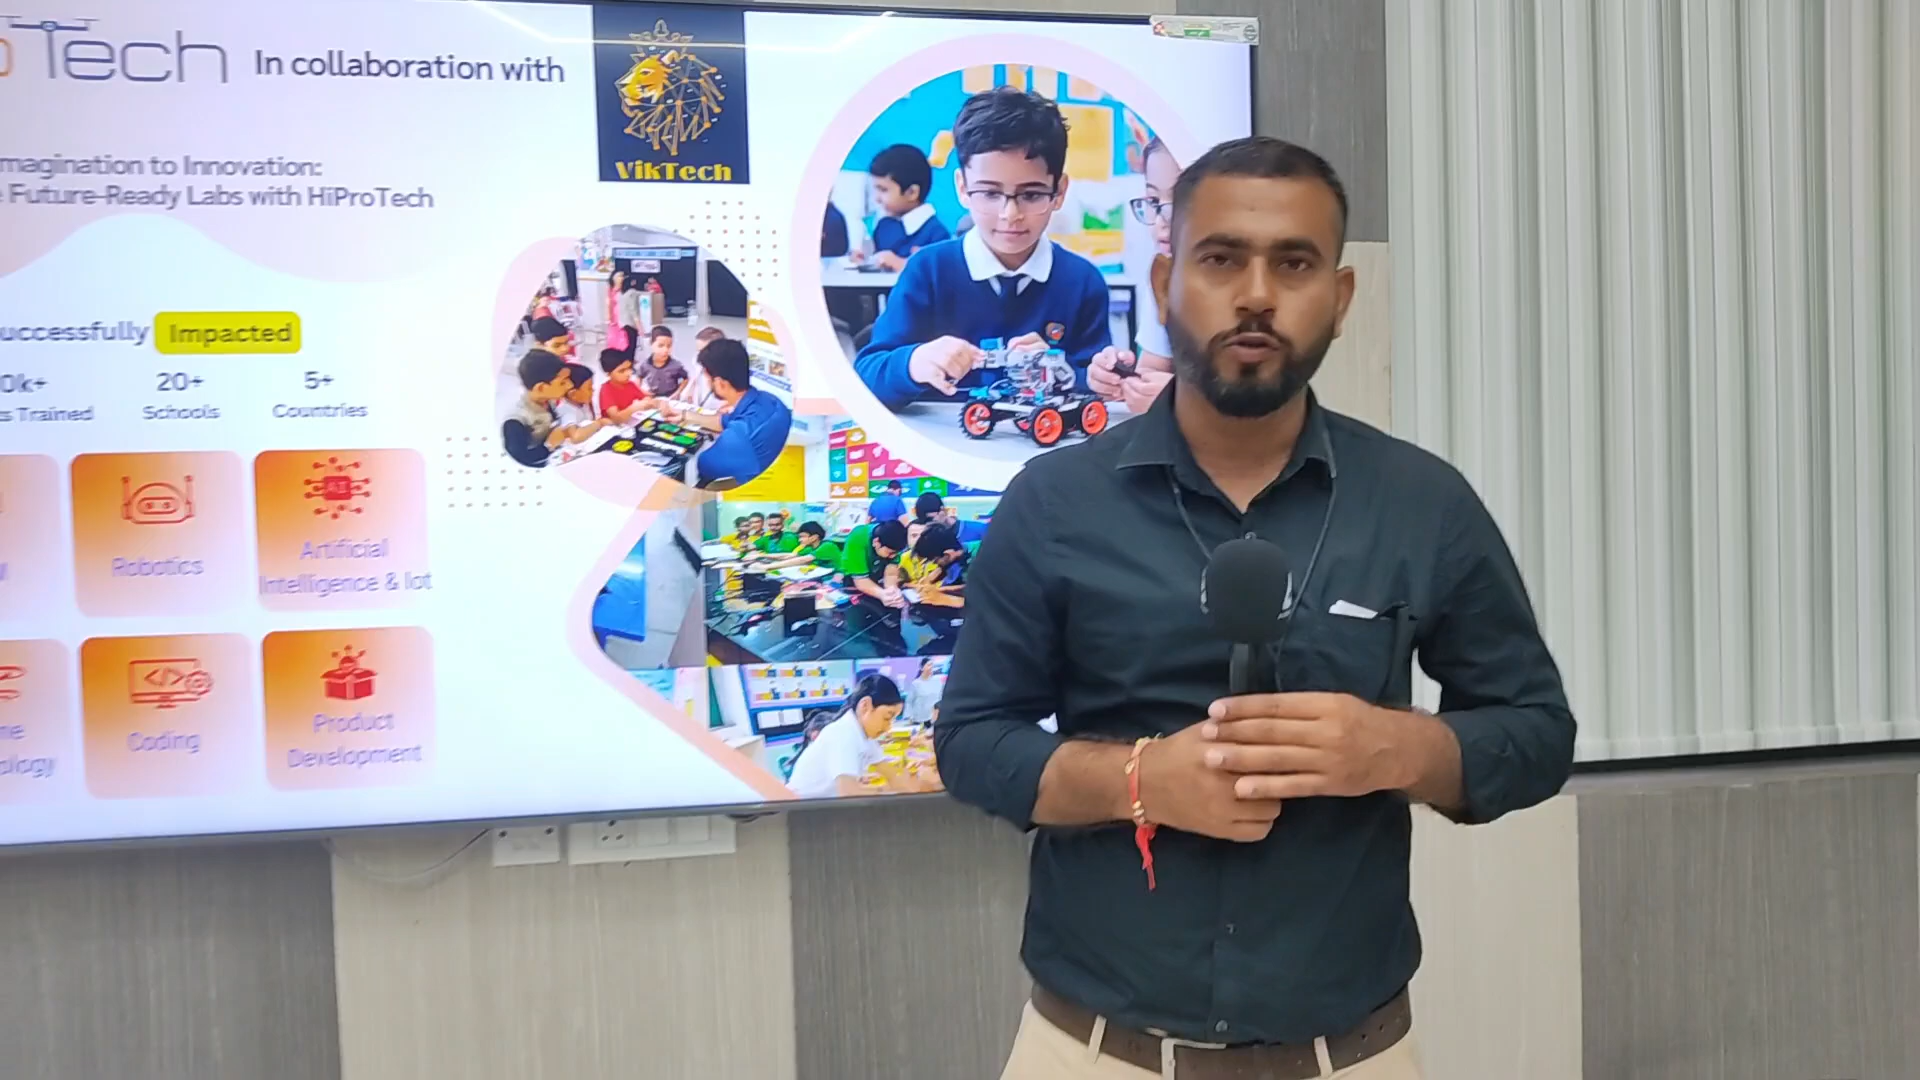 Tech In collaboration with
VikTech
magination to Innovation:
Future-Ready Labs with HiProTech
uccessfully Impacted
0k+ 20+ 5+
s Trained Schools Countries
Robotics
Artificial
Intelligence & Iot
Coding
Product
Development